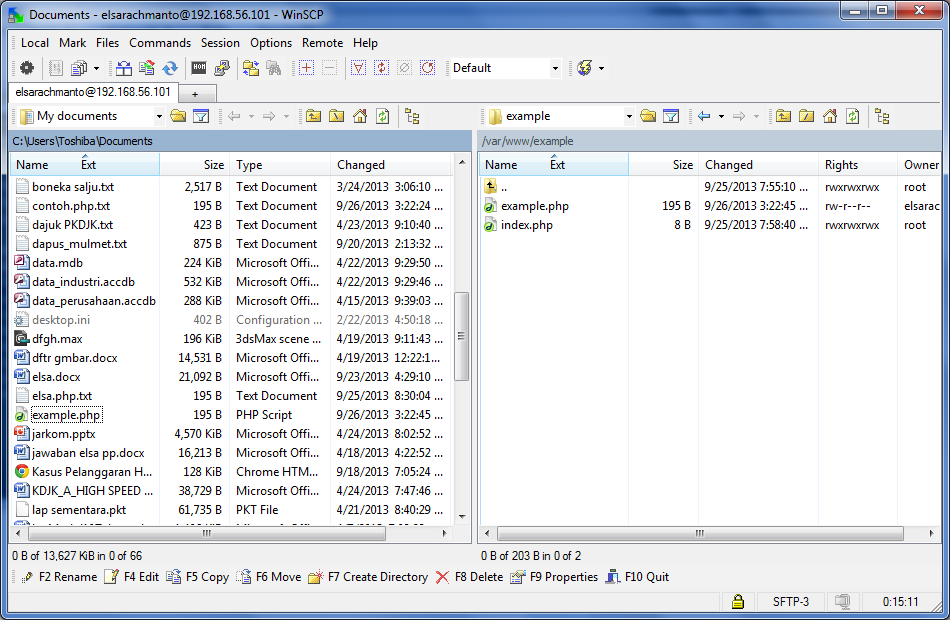 Documents - elsarachmanto@192.168.56.101 - WinSCP
Local Mark Files Commands Session Options Remote Help
Default
elsarachmanto@192.168.56.101 +
My documents
C:\Users\Toshiba\Documents
Name Ext Size Type Changed
boneka salju.txt 2,517 B Text Document 3/24/2013 3:06:10 ...
contoh.php.txt 195 B Text Document 9/26/2013 3:22:24 ...
dajuk PKDJK.txt 423 B Text Document 4/23/2013 9:10:40 ...
dapus_mulmet.txt 875 B Text Document 9/20/2013 2:13:32 ...
data.mdb 224 KiB Microsoft Offi... 4/22/2013 9:29:50 ...
data_industri.accdb 532 KiB Microsoft Offi... 4/22/2013 9:29:46 ...
data_perusahaan.accdb 288 KiB Microsoft Offi... 4/15/2013 9:39:03 ...
desktop.ini 402 B Configuration ... 2/22/2013 4:50:18 ...
dfgh.max 196 KiB 3dsMax scene ... 4/19/2013 9:11:43 ...
dftr gmbar.docx 14,531 B Microsoft Offi... 4/19/2013 12:22:1...
elsa.docx 21,092 B Microsoft Offi... 9/23/2013 4:29:10 ...
elsa.php.txt 195 B Text Document 9/25/2013 8:30:04 ...
example.php 195 B PHP Script 9/26/2013 3:22:45 ...
jarkom.pptx 4,570 KiB Microsoft Offi... 4/24/2013 8:02:52 ...
jawaban elsa pp.docx 16,213 B Microsoft Offi... 4/18/2013 4:22:52 ...
Kasus Pelanggaran H... 128 KiB Chrome HTM... 9/18/2013 7:05:24 ...
KDJK_A_HIGH SPEED ... 38,729 B Microsoft Offi... 4/24/2013 7:47:46 ...
lap sementara.pkt 61,735 B PKT File 4/21/2013 8:40:29 ...
0 B of 13,627 KiB in 0 of 66
example
/var/www/example
Name Ext Size Changed Rights Owner
.. 9/25/2013 7:55:10 ... rwxrwxrwx root
example.php 195 B 9/26/2013 3:22:45 ... rw-r--r-- elsarac
index.php 8 B 9/25/2013 7:58:40 ... rwxrwxrwx root
0 B of 203 B in 0 of 2
F2 Rename F4 Edit F5 Copy F6 Move F7 Create Directory F8 Delete F9 Properties F10 Quit
SFTP-3 0:15:11